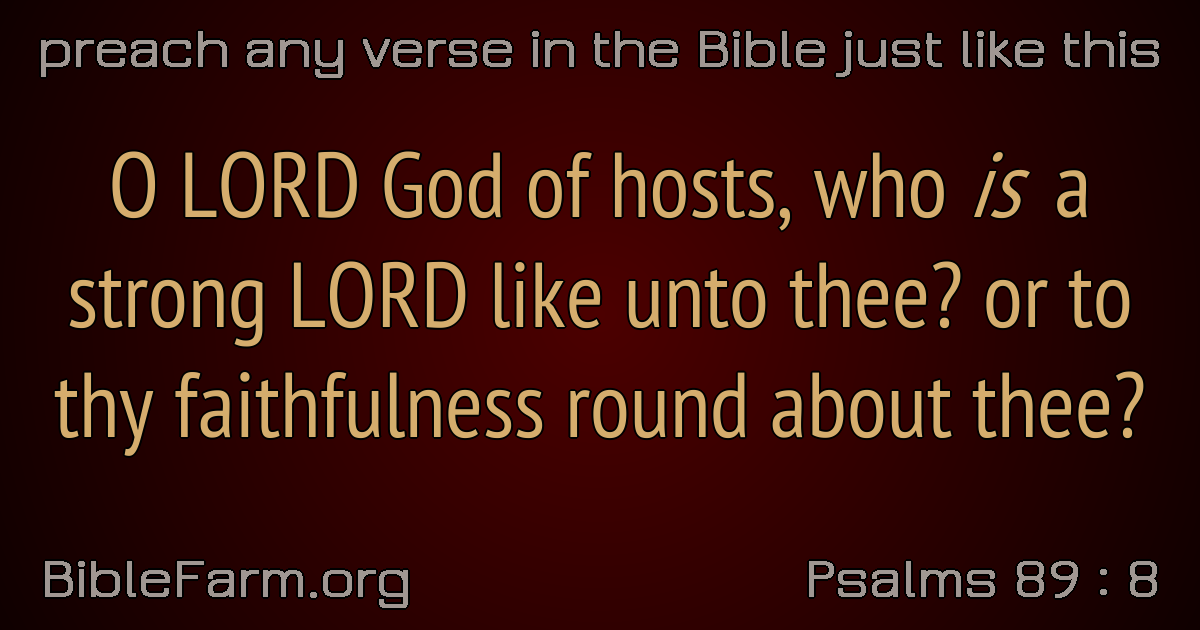 preach any verse in the Bible just like this
O LORD God of hosts, who is a
strong LORD like unto thee? or to
thy faithfulness round about thee?
BibleFarm.org
Psalms 89 : 8